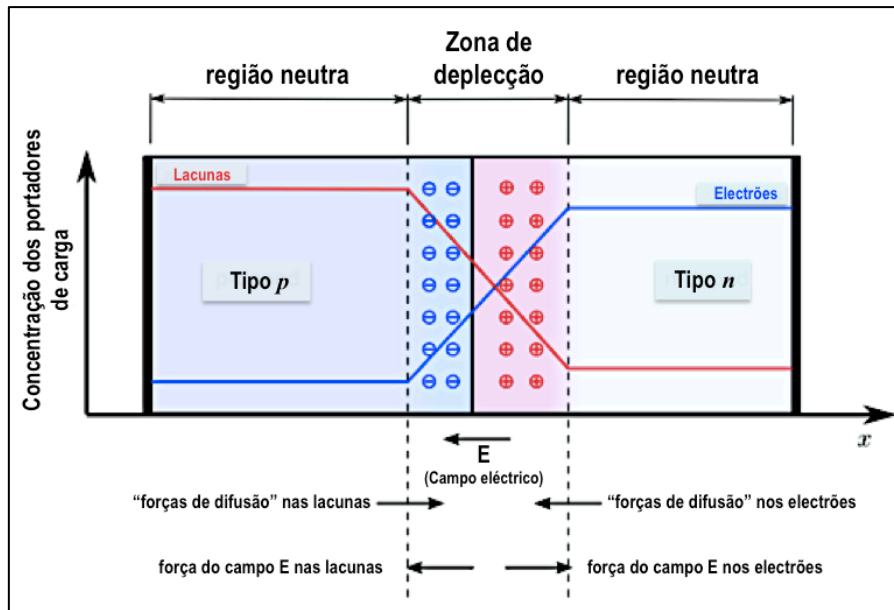 Zona de
deplecção
região neutra
região neutra
Concentração dos portadores
de carga
Lacunas
Electrões
Tipo p
Tipo n
⊖ ⊖ ⊕ ⊕
⊖ ⊖ ⊕ ⊕
⊖ ⊖ ⊕ ⊕
⊖ ⊖ ⊕ ⊕
⊖ ⊖ ⊕ ⊕
⊖ ⊖ ⊕ ⊕
⊖ ⊖ ⊕ ⊕
x
E
(Campo eléctrico)
“forças de difusão” nas lacunas
“forças de difusão” nos electrões
força do campo E nas lacunas
força do campo E nos electrões